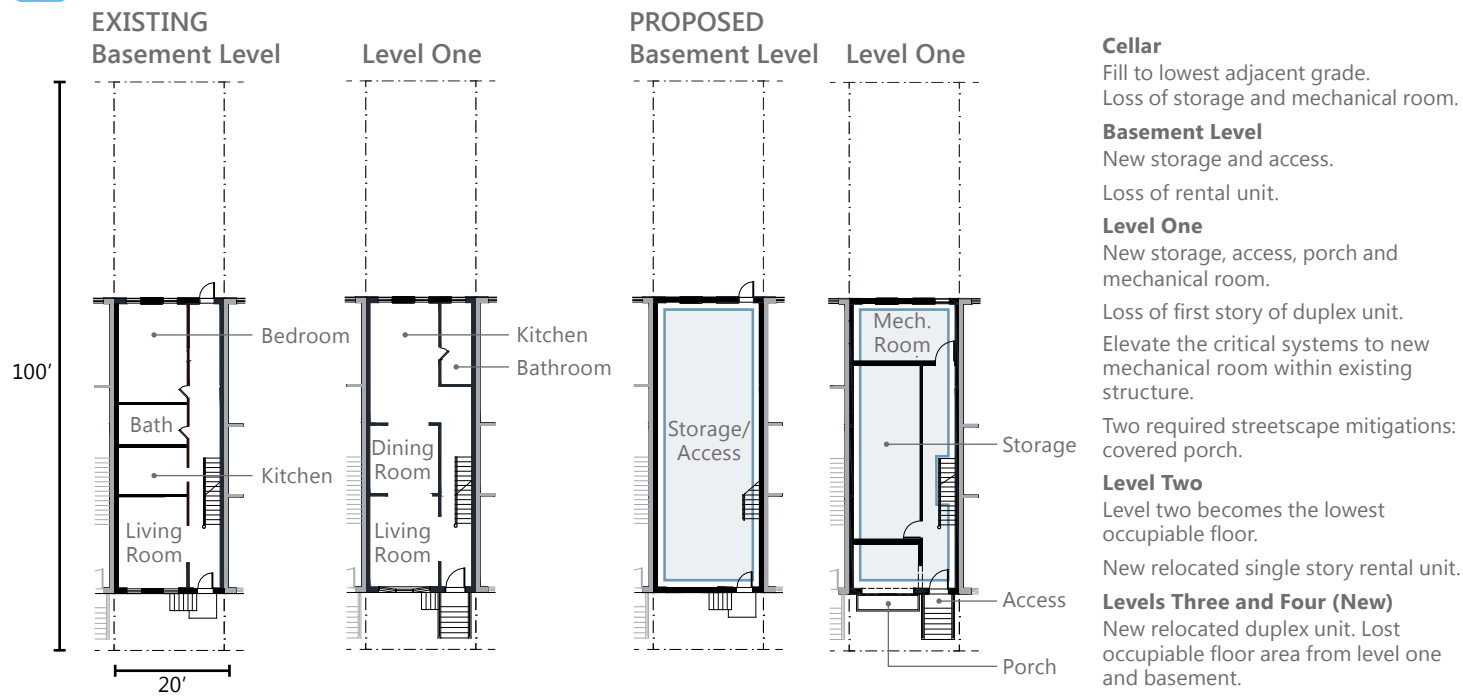 EXISTING
Basement Level
Level One
PROPOSED
Basement Level
Level One
100’
20’
Bedroom
Bath
Kitchen
Living
Room
Kitchen
Bathroom
Dining
Room
Living
Room
Storage/
Access
Mech.
Room
Storage
Access
Porch
Cellar
Fill to lowest adjacent grade.
Loss of storage and mechanical room.
Basement Level
New storage and access.
Loss of rental unit.
Level One
New storage, access, porch and
mechanical room.
Loss of first story of duplex unit.
Elevate the critical systems to new
mechanical room within existing
structure.
Two required streetscape mitigations:
covered porch.
Level Two
Level two becomes the lowest
occupiable floor.
New relocated single story rental unit.
Levels Three and Four (New)
New relocated duplex unit. Lost
occupiable floor area from level one
and basement.